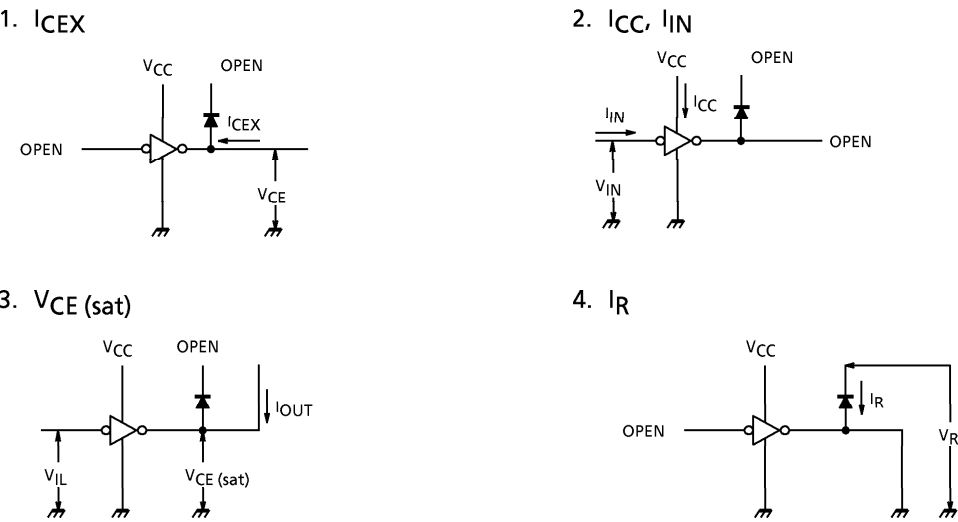 1. ICEX
VCC
OPEN
ICEX
OPEN
VCE
2. ICC, IIN
VCC
OPEN
ICC
IIN
OPEN
VIN
3. VCE (sat)
VCC
OPEN
IOUT
VIL
VCE (sat)
4. IR
VCC
IR
OPEN
VR